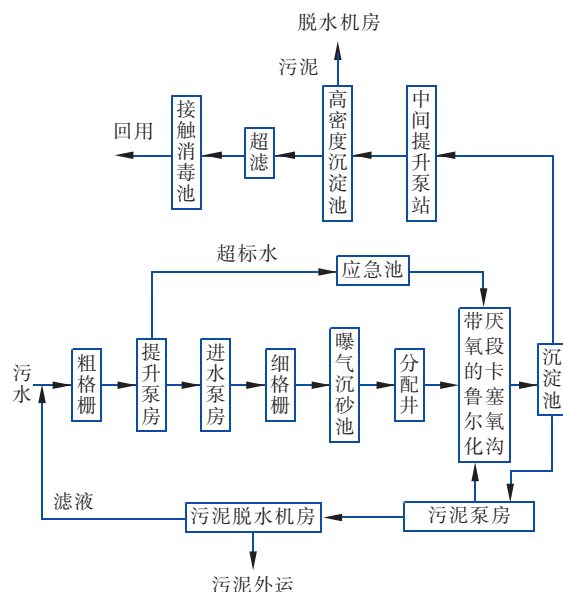 脱水机房
污泥
回用
接触消毒池
超滤
高密度沉淀池
中间提升泵站
超标水
应急池
污水
粗格栅
提升泵房
进水泵房
细格栅
曝气沉砂池
分配井
带厌
氧段
的卡
鲁塞
尔氧
化沟
沉淀池
滤液
污泥脱水机房
污泥泵房
污泥外运